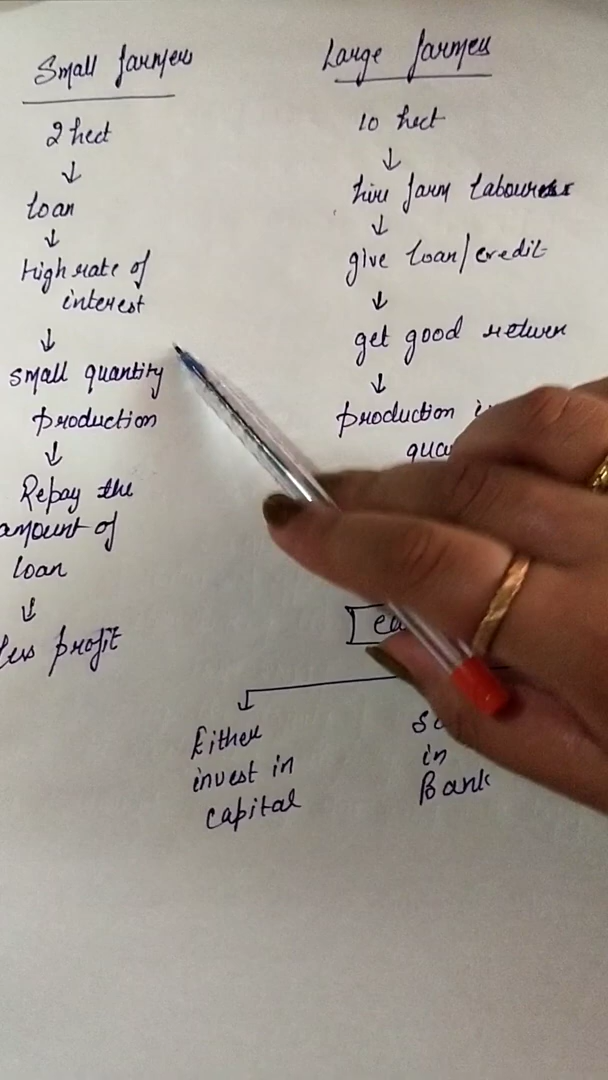 Small farmers
2 hect
loan
High rate of
interest
small quantity
production
Repay the
amount of
loan
less profit
Large farmers
10 hect
hire farm labourers
give loan/credit
get good return
production
Either
invest in
capital
in
Bank